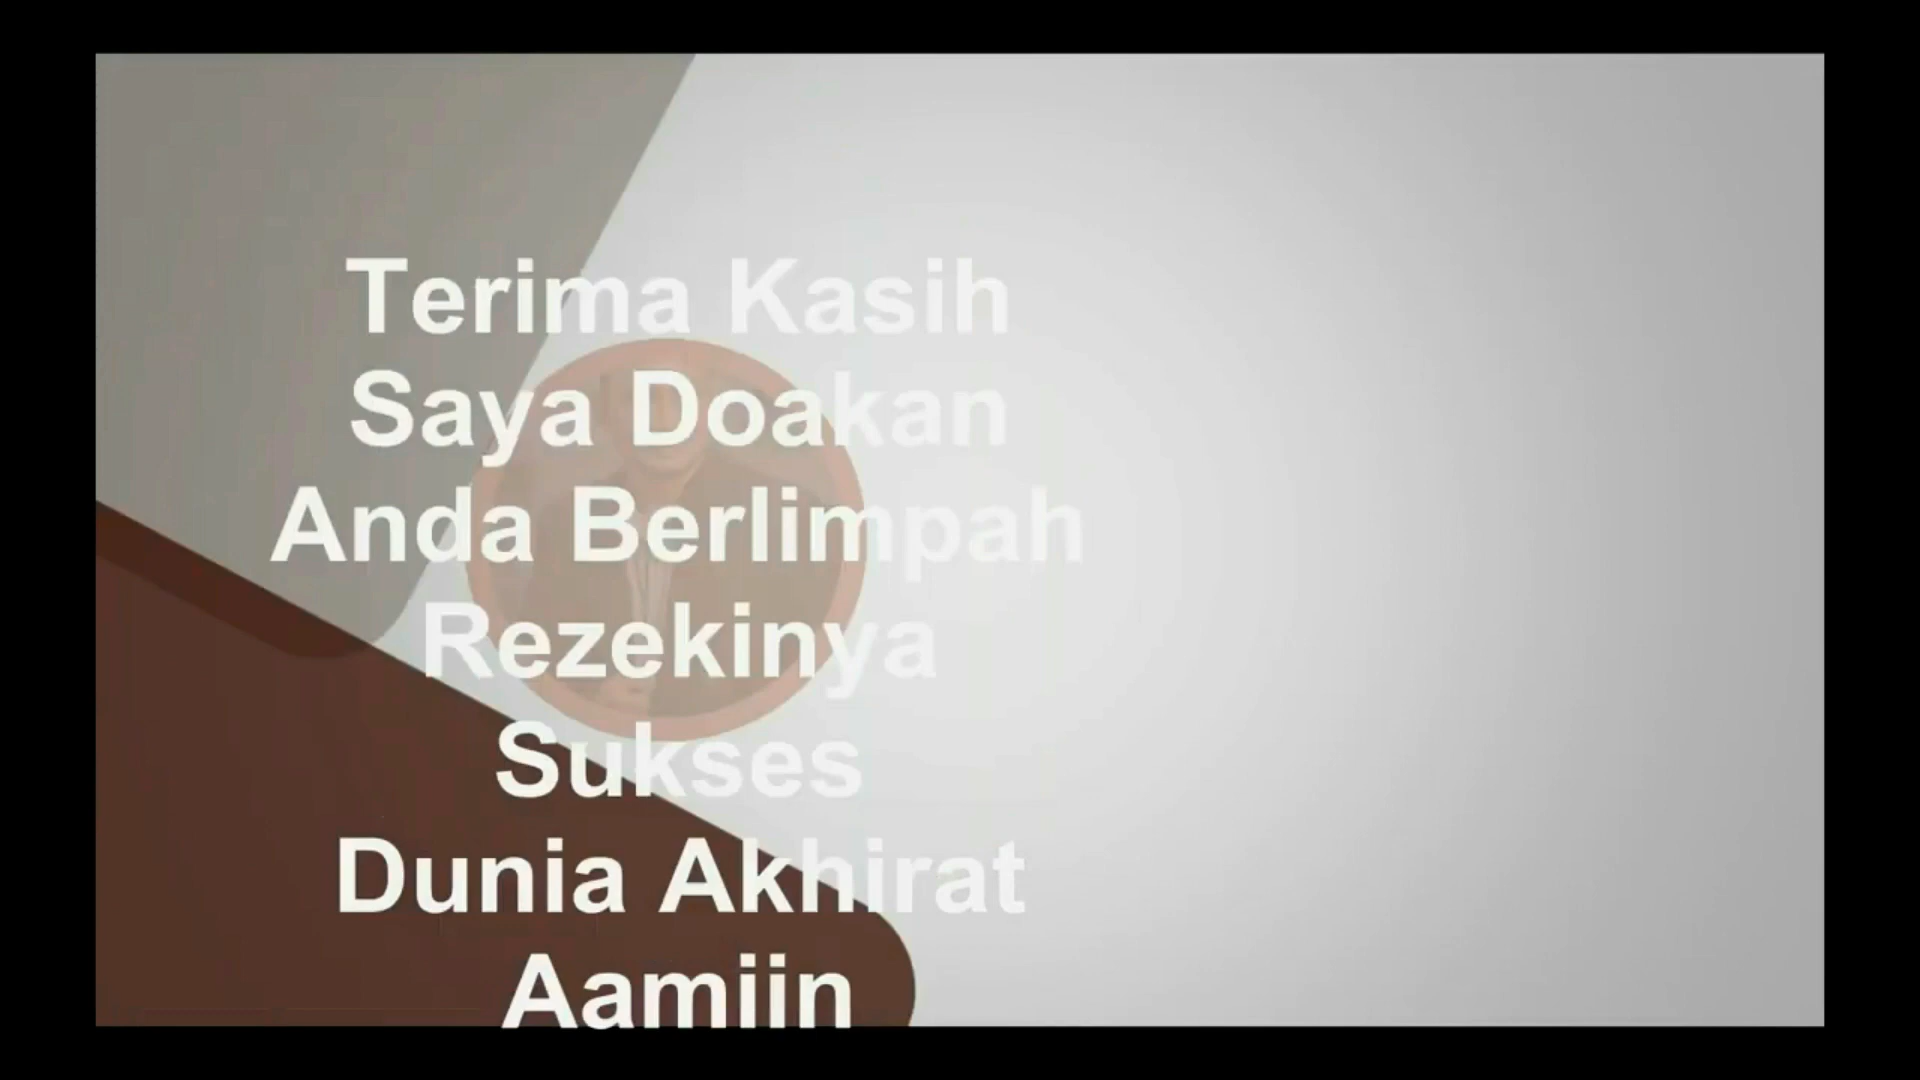 Terima Kasih
Saya Doakan
Anda Berlimpah
Rezekinya
Sukses
Dunia Akhirat
Aamiin